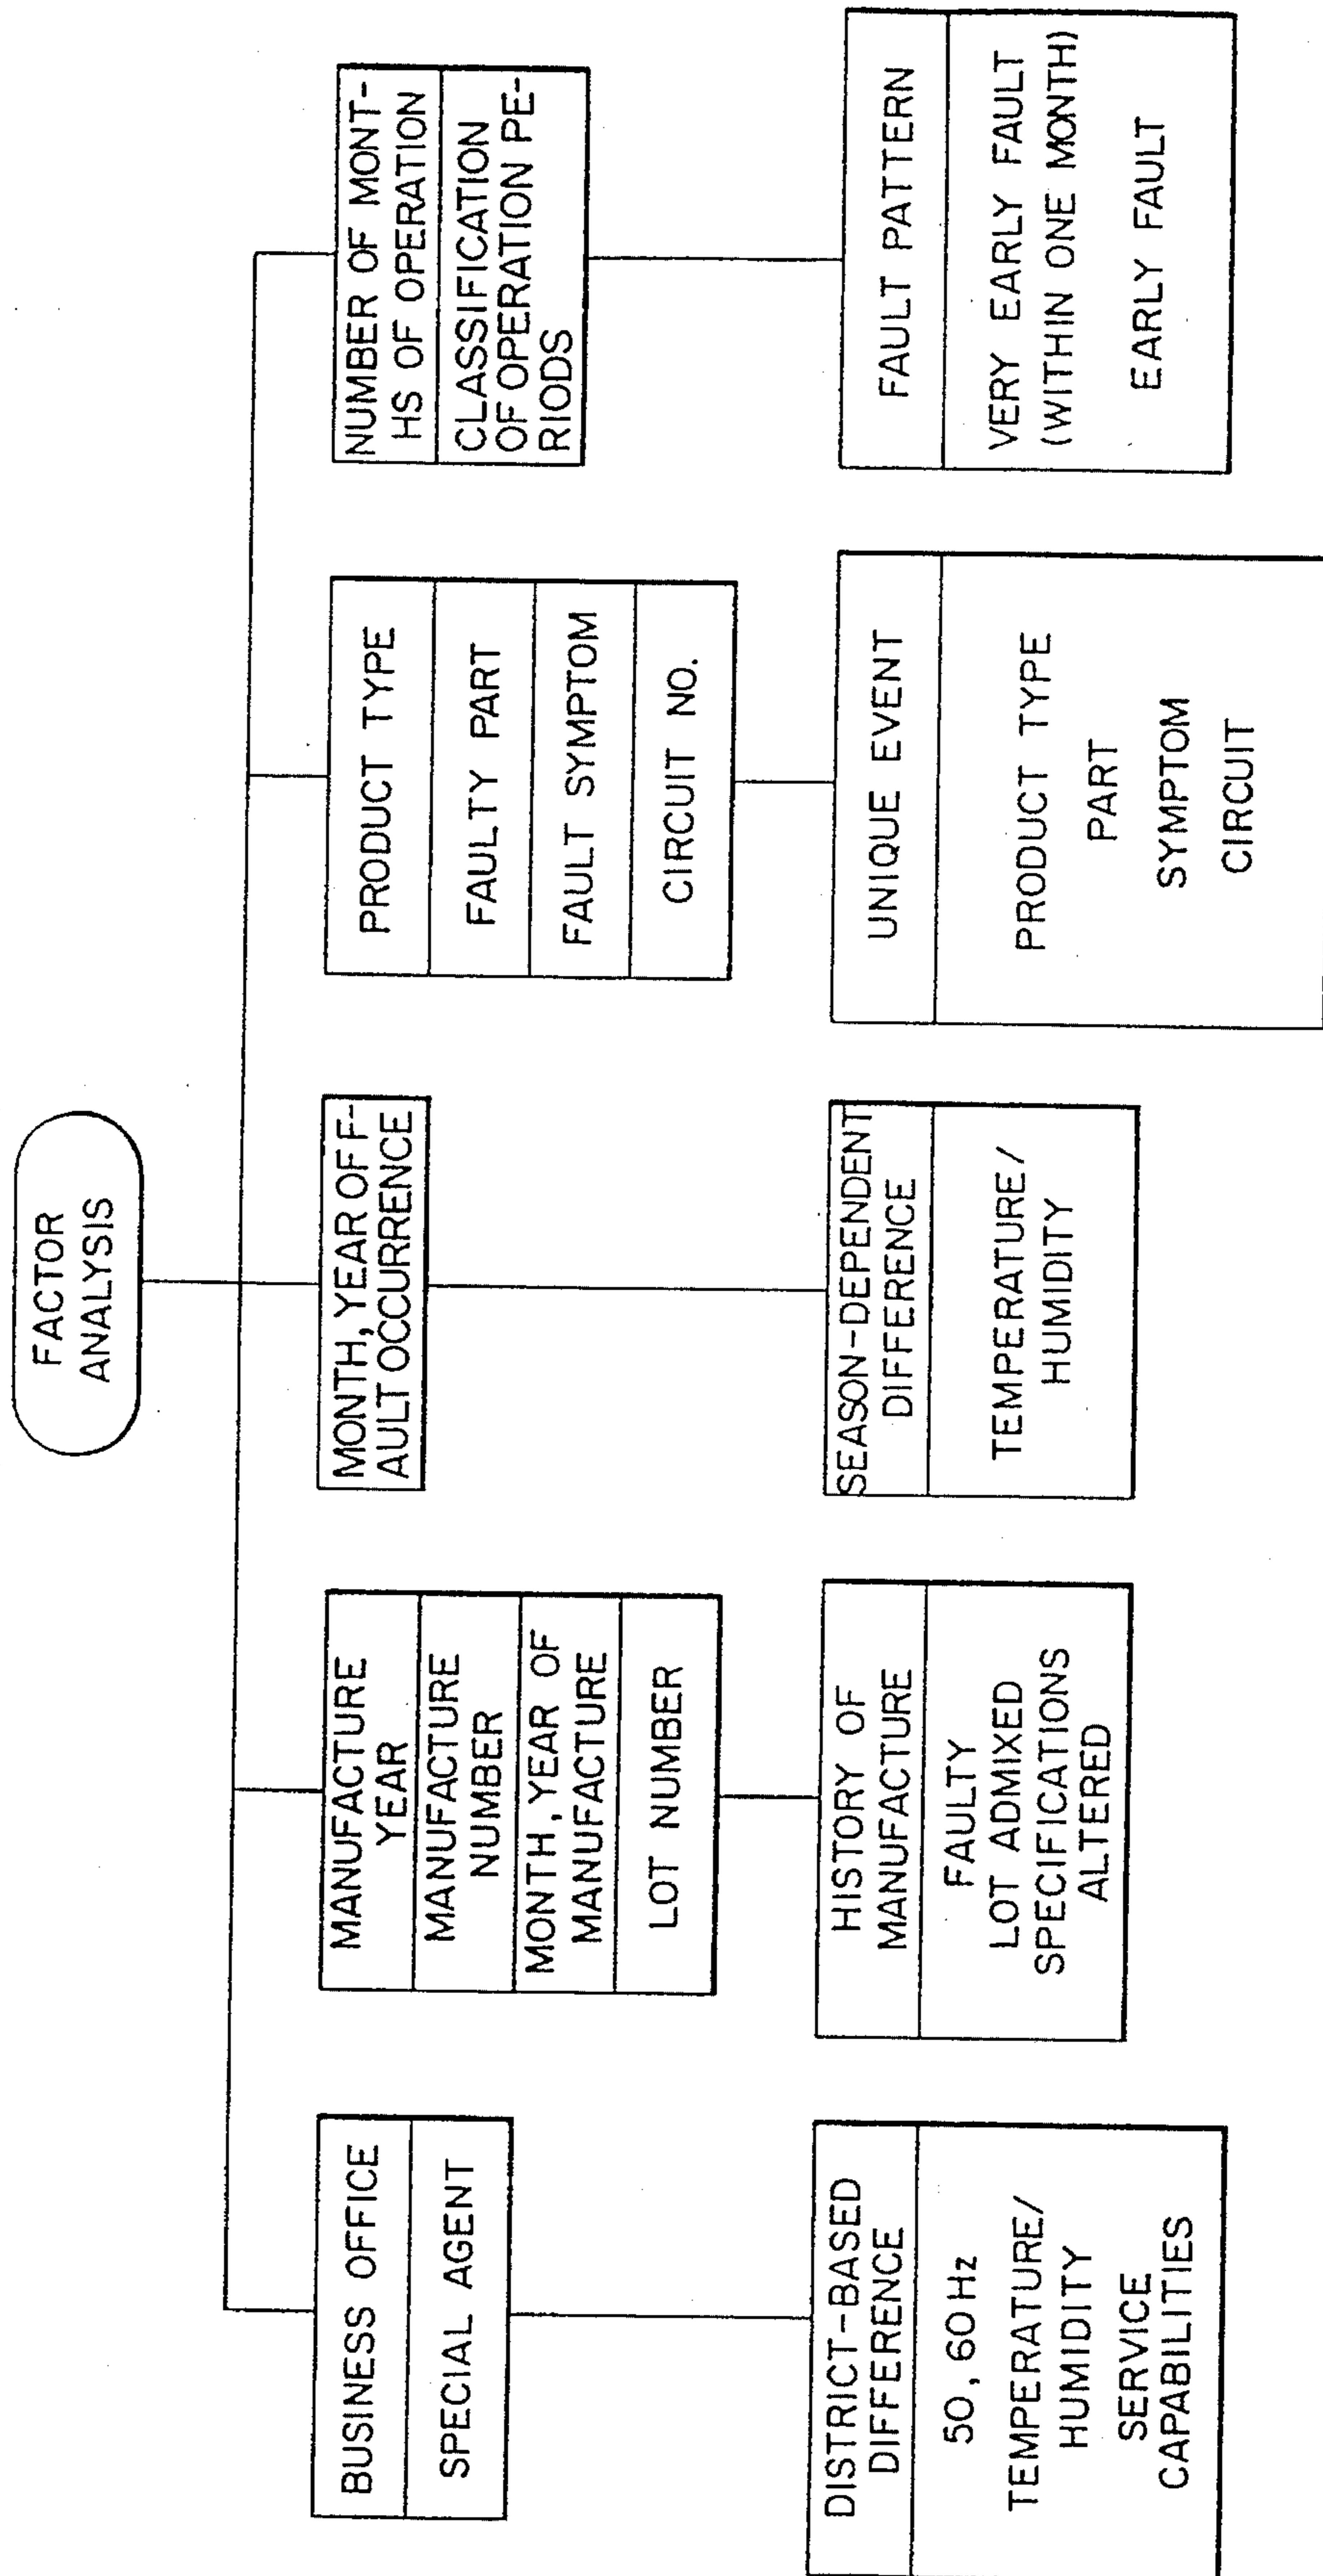 FACTOR
ANALYSIS
BUSINESS OFFICE
SPECIAL AGENT
DISTRICT-BASED
DIFFERENCE
50, 60 Hz
TEMPERATURE/
HUMIDITY
SERVICE
CAPABILITIES
MANUFACTURE
YEAR
MANUFACTURE
NUMBER
MONTH, YEAR OF
MANUFACTURE
LOT NUMBER
HISTORY OF
MANUFACTURE
FAULTY
LOT ADMIXED
SPECIFICATIONS
ALTERED
MONTH, YEAR OF F-
AULT OCCURRENCE
SEASON-DEPENDENT
DIFFERENCE
TEMPERATURE/
HUMIDITY
PRODUCT TYPE
FAULTY PART
FAULT SYMPTOM
CIRCUIT NO.
UNIQUE EVENT
PRODUCT TYPE
PART
SYMPTOM
CIRCUIT
NUMBER OF MONT-
HS OF OPERATION
CLASSIFICATION
OF OPERATION PE-
RIODS
FAULT PATTERN
VERY EARLY FAULT
(WITHIN ONE MONTH)
EARLY FAULT